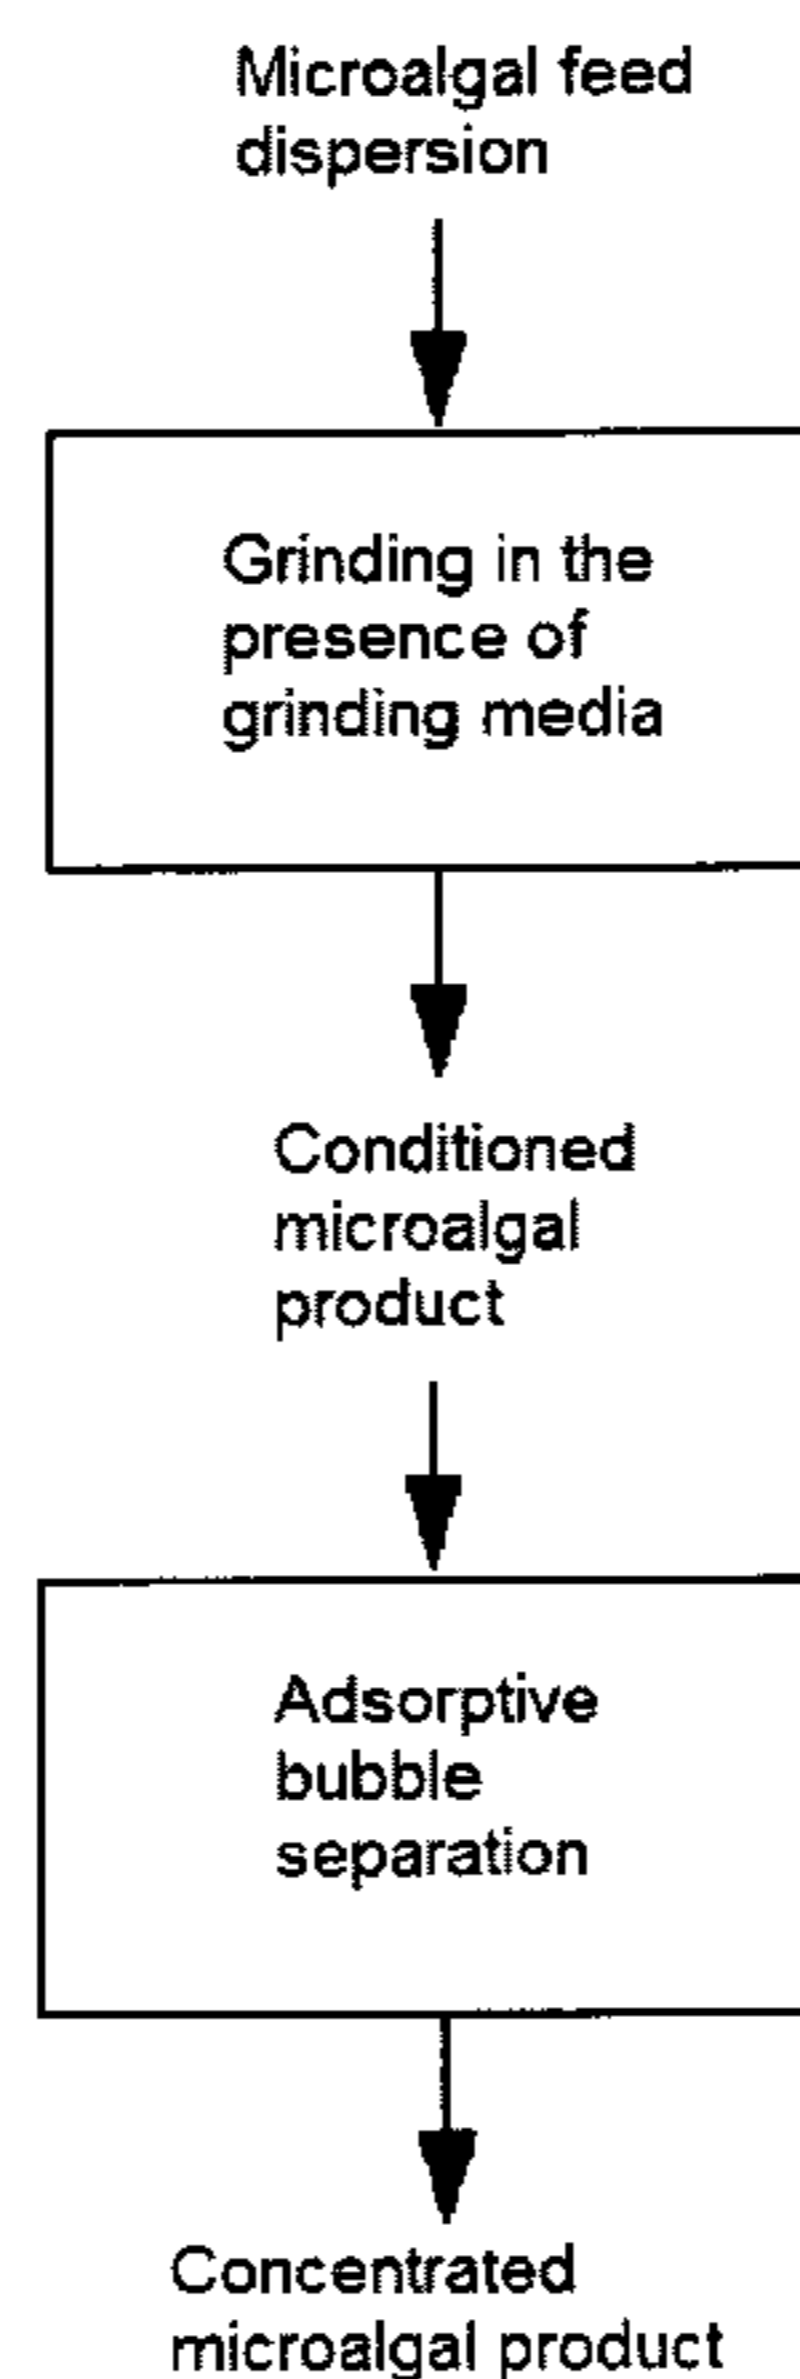 Microalgal feed
dispersion
Grinding in the
presence of
grinding media
Conditioned
microalgal
product
Adsorptive
bubble
separation
Concentrated
microalgal product